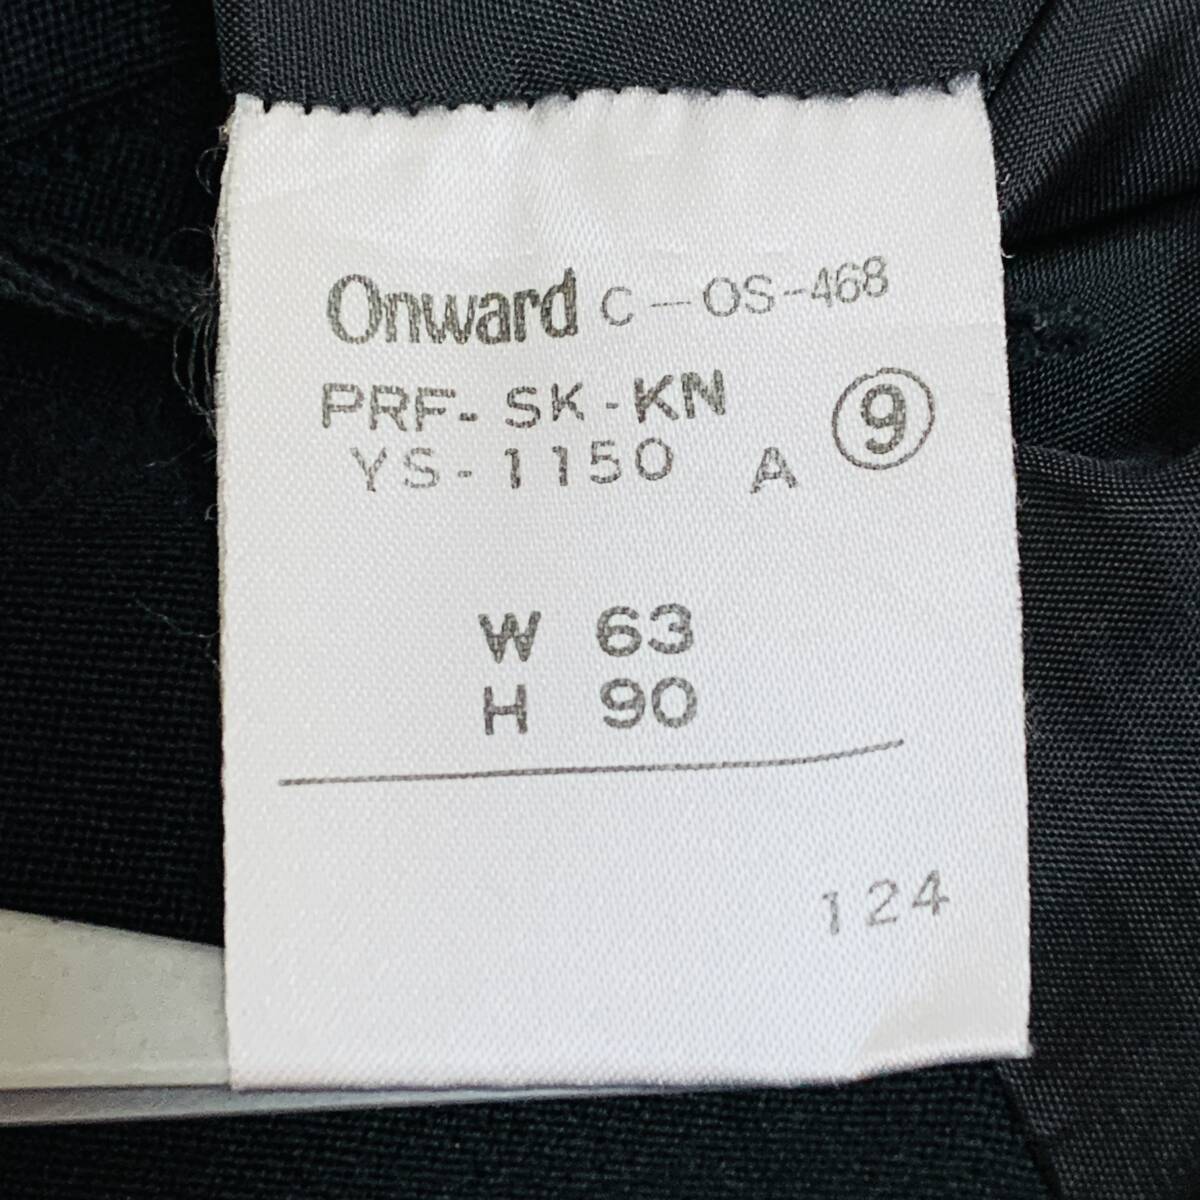 Onward C-OS-468
PRF-SK-KN
YS-1150 A ⑨
W 63
H 90
124